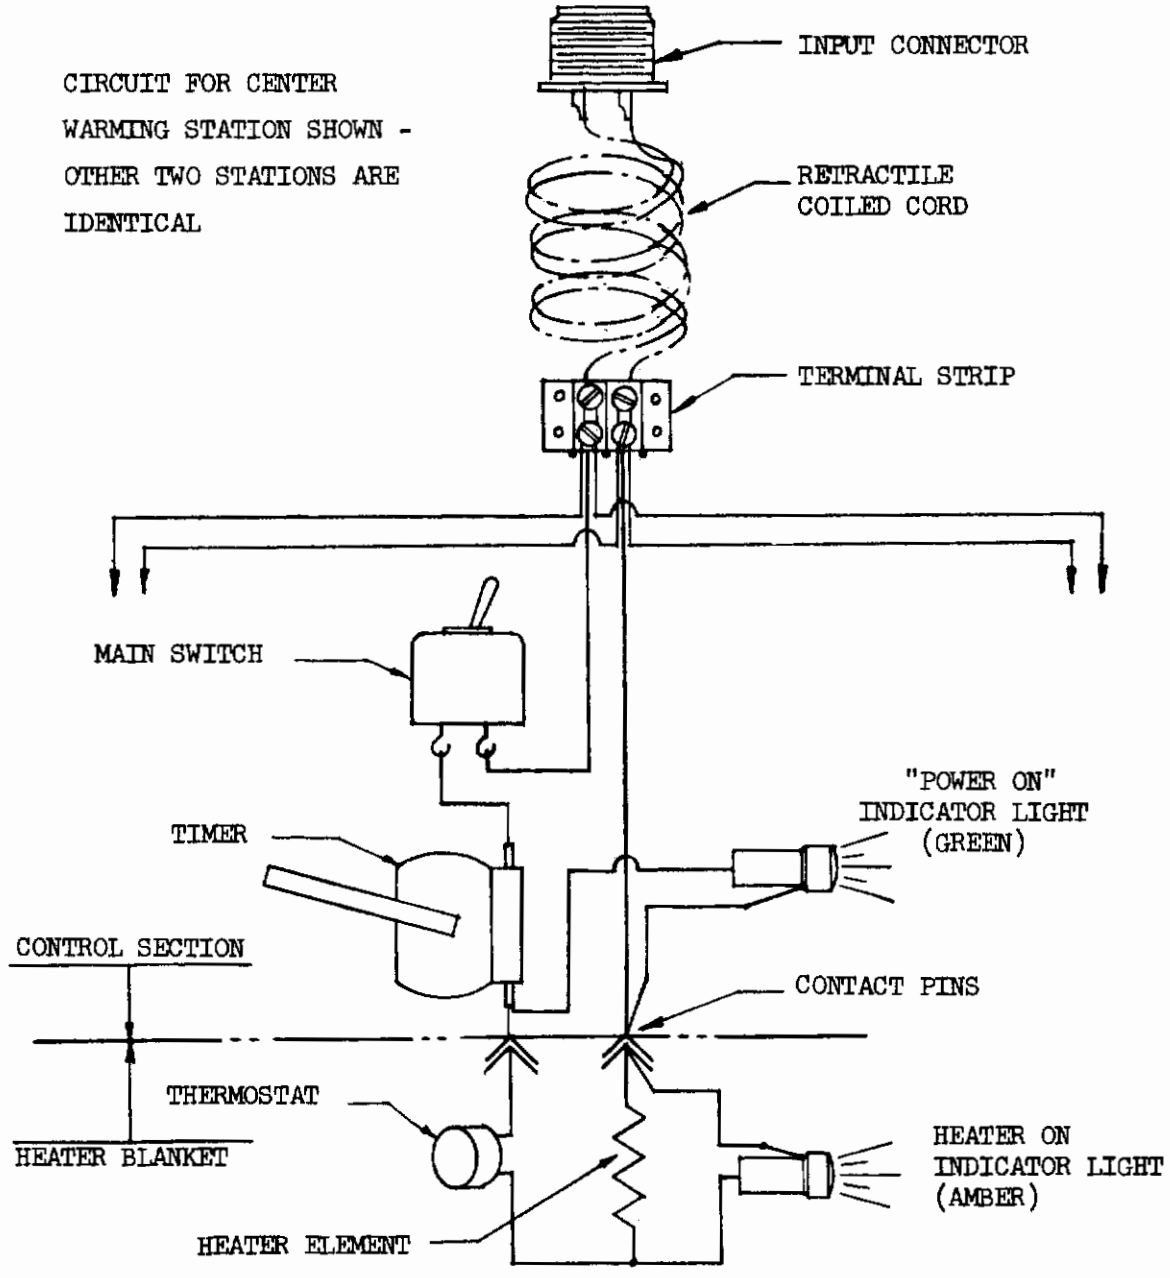 INPUT CONNECTOR
CIRCUIT FOR CENTER
WARMING STATION SHOWN -
OTHER TWO STATIONS ARE
IDENTICAL
RETRACTILE
COILED CORD
TERMINAL STRIP
MAIN SWITCH
"POWER ON"
INDICATOR LIGHT
(GREEN)
TIMER
CONTROL SECTION
CONTACT PINS
THERMOSTAT
HEATER BLANKET
HEATER ON
INDICATOR LIGHT
(AMBER)
HEATER ELEMENT